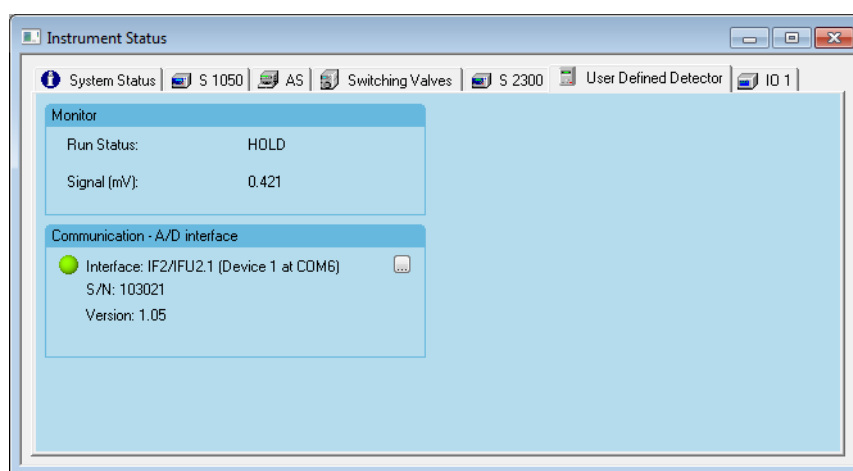 Instrument Status
System Status S 1050 AS Switching Valves S 2300 User Defined Detector IO 1
Monitor
Run Status: HOLD
Signal (mV): 0.421
Communication - A/D interface
Interface: IF2/IFU2.1 (Device 1 at COM6) ...
S/N: 103021
Version: 1.05